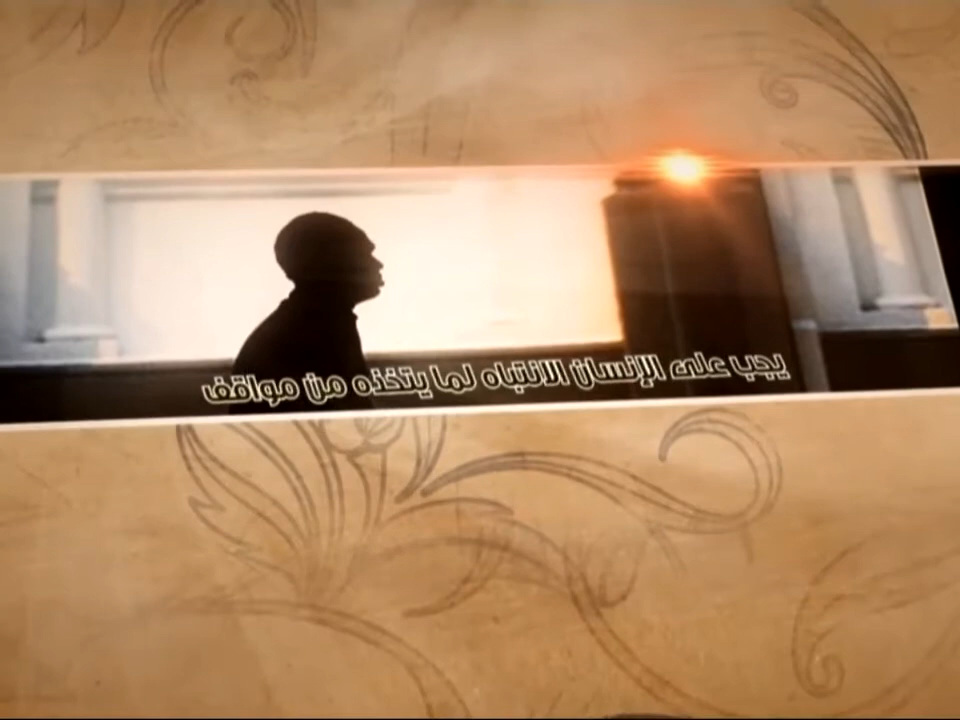 يجب على الإنسان الانتباه لما يتخذه من مواقف